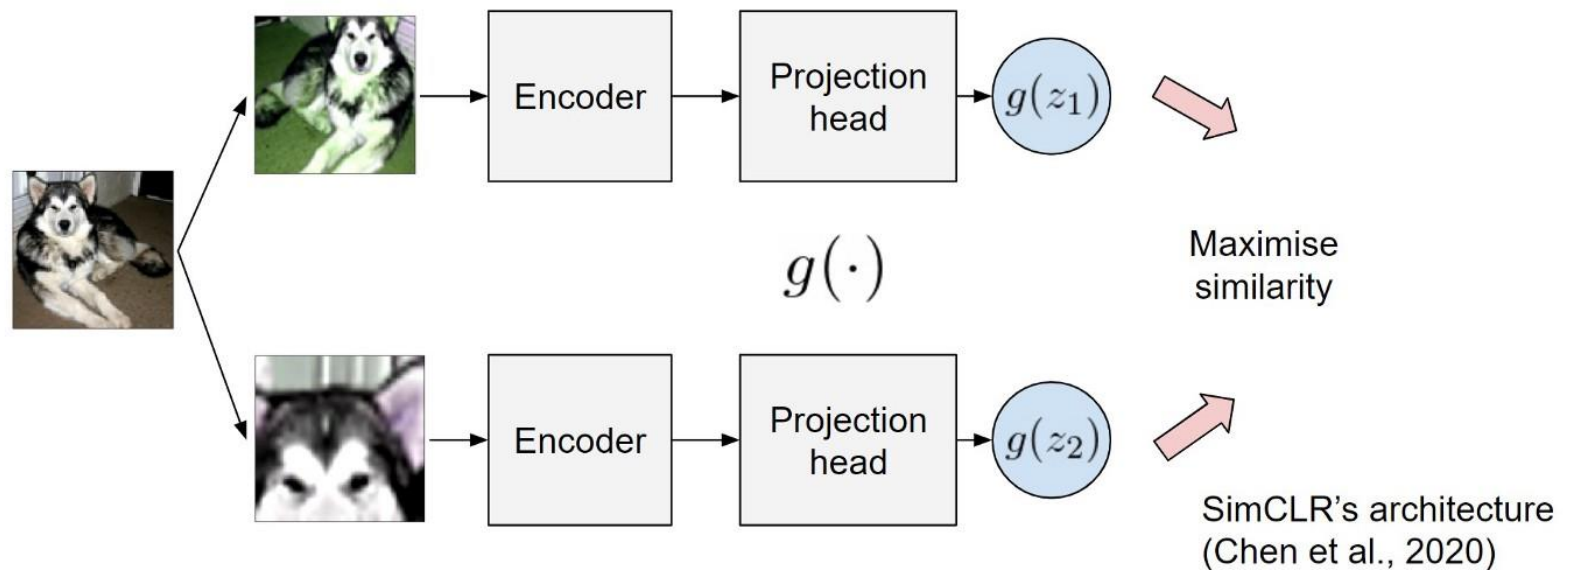 Encoder
Projection
head
g(z₁)
g(·)
Maximise
similarity
Encoder
Projection
head
g(z₂)
SimCLR's architecture
(Chen et al., 2020)